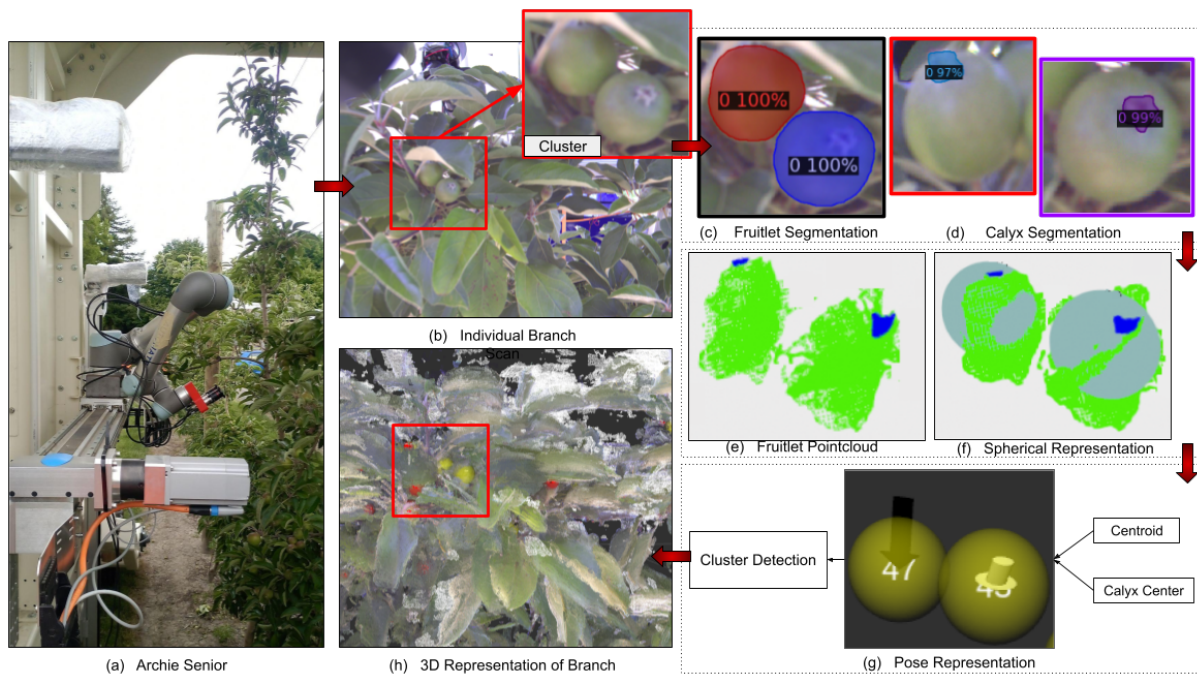 Cluster
0 100%
0 100%
0 97%
0 99%
(c) Fruitlet Segmentation
(d) Calyx Segmentation
(b) Individual Branch
Scan
(e) Fruitlet Pointcloud
(f) Spherical Representation
Cluster Detection
47
Centroid
Calyx Center
(a) Archie Senior
(h) 3D Representation of Branch
(g) Pose Representation